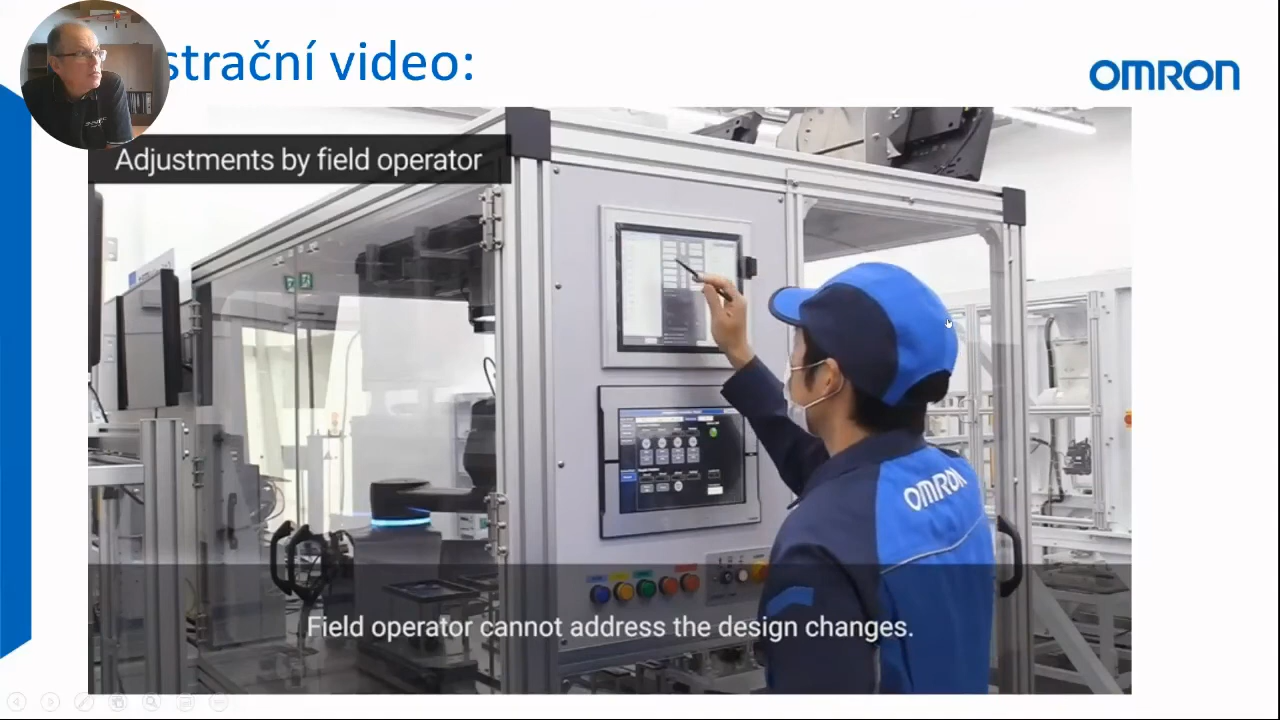 strační video:
OMRON
Adjustments by field operator
OMRON
Field operator cannot address the design changes.